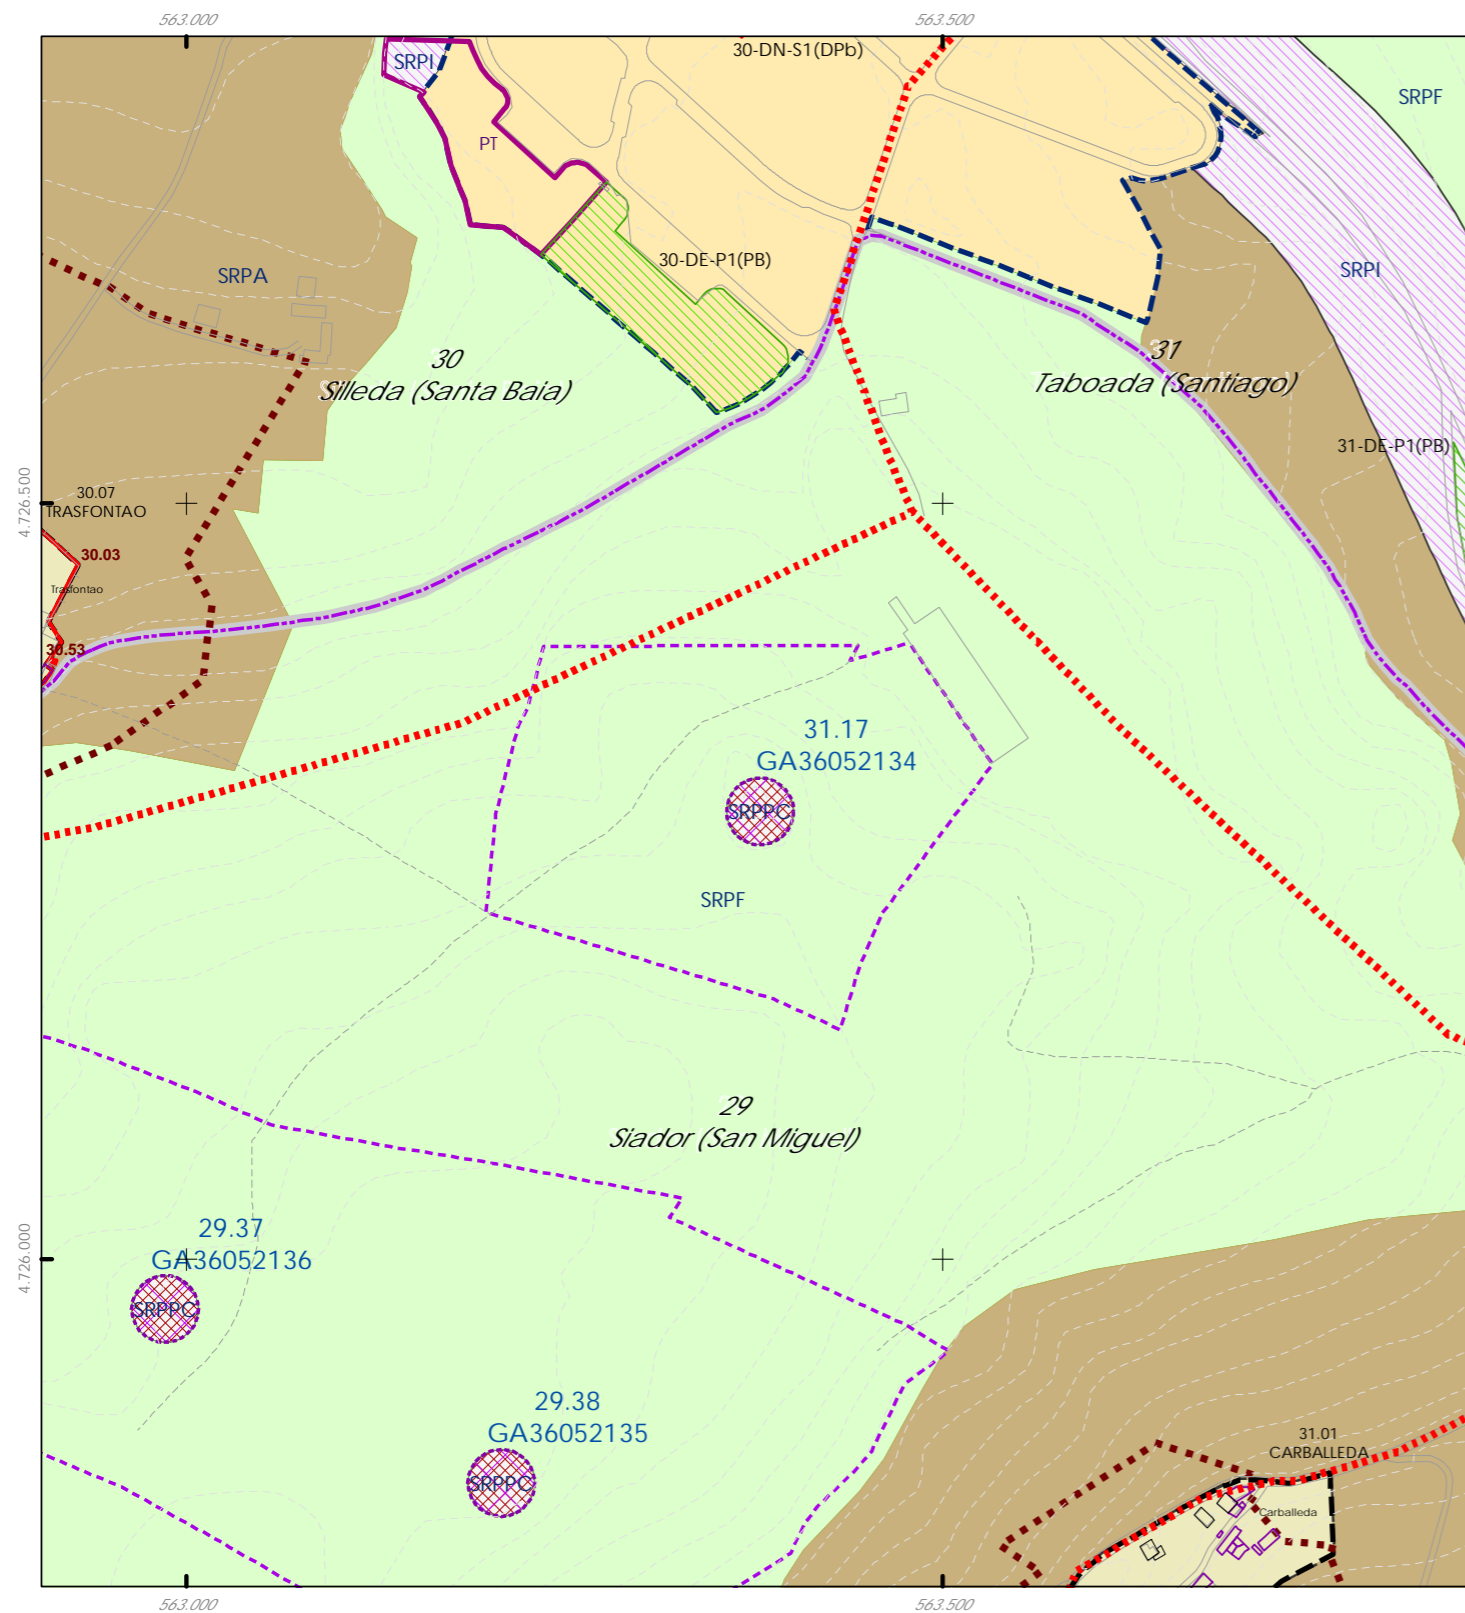 563.000
563.500
30-DN-S1(DPb)
SRPI
SRPF
PT
30-DE-P1(PB)
SRPA
SRPI
30
Silleda (Santa Baia)
31
Taboada (Santiago)
31-DE-P1(PB)
4.726.500
30.07
TRASFONTAO
30.03
Trasfontao
30.53
31.17
GA36052134
SRPPC
SRPF
29
Siador (San Miguel)
29.37
GA36052136
4.726.000
SRPPC
29.38
GA36052135
SRPPC
31.01
CARBALLEDA
Carballeda
563.000
563.500